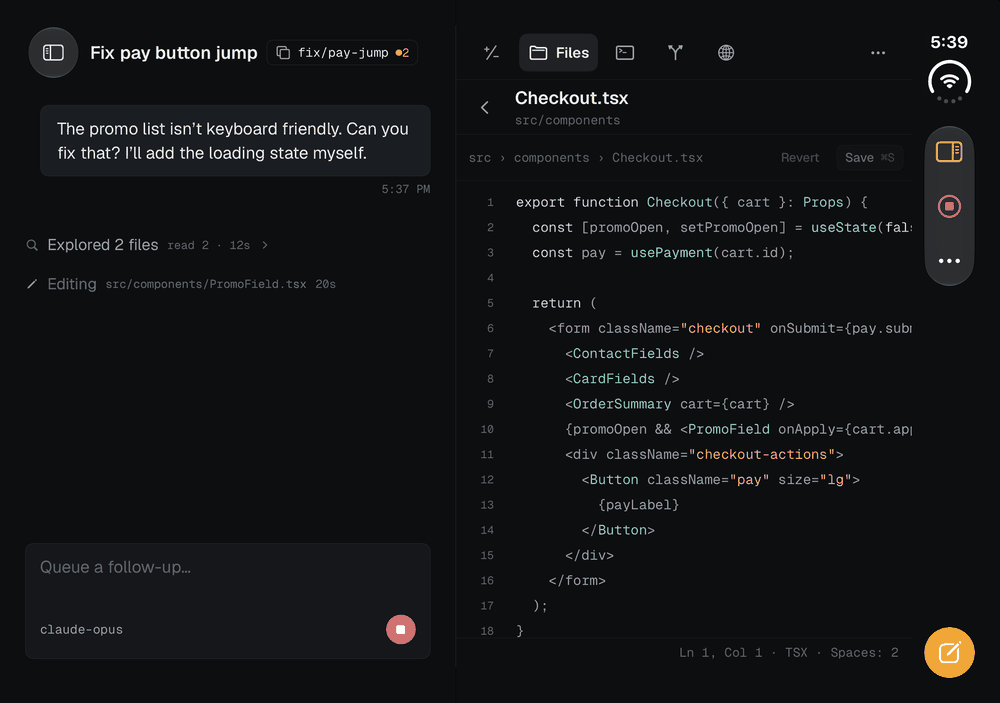 Fix pay button jump
fix/pay-jump
2
The promo list isn’t keyboard friendly. Can you
fix that? I’ll add the loading state myself.
5:37 PM
Explored 2 files read 2 · 12s
Editing src/components/PromoField.tsx 20s
Queue a follow-up…
claude-opus
Files
Checkout.tsx
src/components
src › components › Checkout.tsx
Revert
Save ⌘S
1 export function Checkout({ cart }: Props) {
2 const [promoOpen, setPromoOpen] = useState(fals
3 const pay = usePayment(cart.id);
4
5 return (
6 <form className="checkout" onSubmit={pay.subm
7 <ContactFields />
8 <CardFields />
9 <OrderSummary cart={cart} />
10 {promoOpen && <PromoField onApply={cart.app
11 <div className="checkout-actions">
12 <Button className="pay" size="lg">
13 {payLabel}
14 </Button>
15 </div>
16 </form>
17 );
18 }
Ln 1, Col 1 · TSX · Spaces: 2
5:39